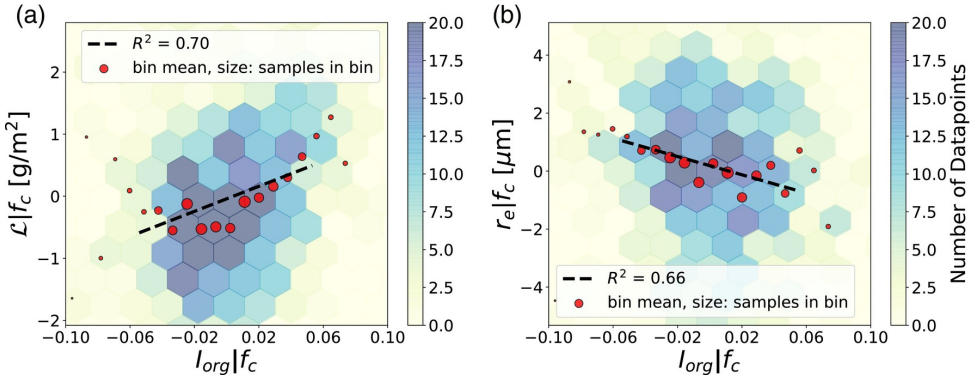 (a)
R² = 0.70
bin mean, size: samples in bin
ℒ|f_c [g/m²]
2
1
0
−1
−2
−0.10 −0.06 −0.02 0.02 0.06 0.10
I_org|f_c
20.0
17.5
15.0
12.5
10.0
7.5
5.0
2.5
0.0
(b)
r_e|f_c [μm]
4
2
0
−2
−4
R² = 0.66
bin mean, size: samples in bin
−0.10 −0.06 −0.02 0.02 0.06 0.10
I_org|f_c
20.0
17.5
15.0
12.5
10.0
7.5
5.0
2.5
0.0
Number of Datapoints